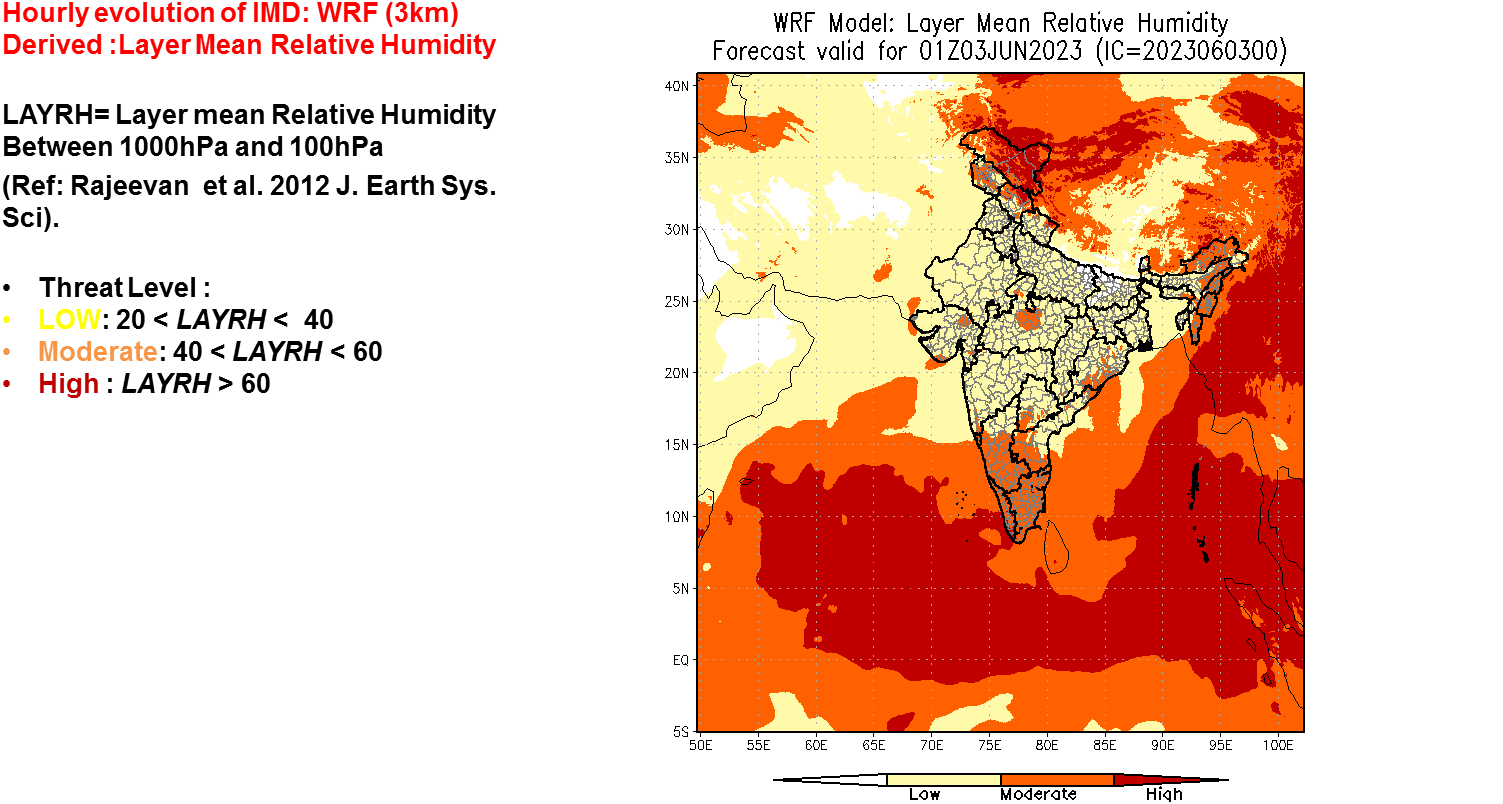 Hourly evolution of IMD: WRF (3km)
Derived :Layer Mean Relative Humidity
LAYRH= Layer mean Relative Humidity
Between 1000hPa and 100hPa
(Ref: Rajeevan et al. 2012 J. Earth Sys.
Sci).
• Threat Level :
• LOW: 20 < LAYRH < 40
• Moderate: 40 < LAYRH < 60
• High : LAYRH > 60
WRF Model: Layer Mean Relative Humidity
Forecast valid for 01Z03JUN2023 (IC=2023060300)
40N
35N
30N
25N
20N
15N
10N
5N
EQ
5S
50E 55E 60E 65E 70E 75E 80E 85E 90E 95E 100E
Low Moderate High